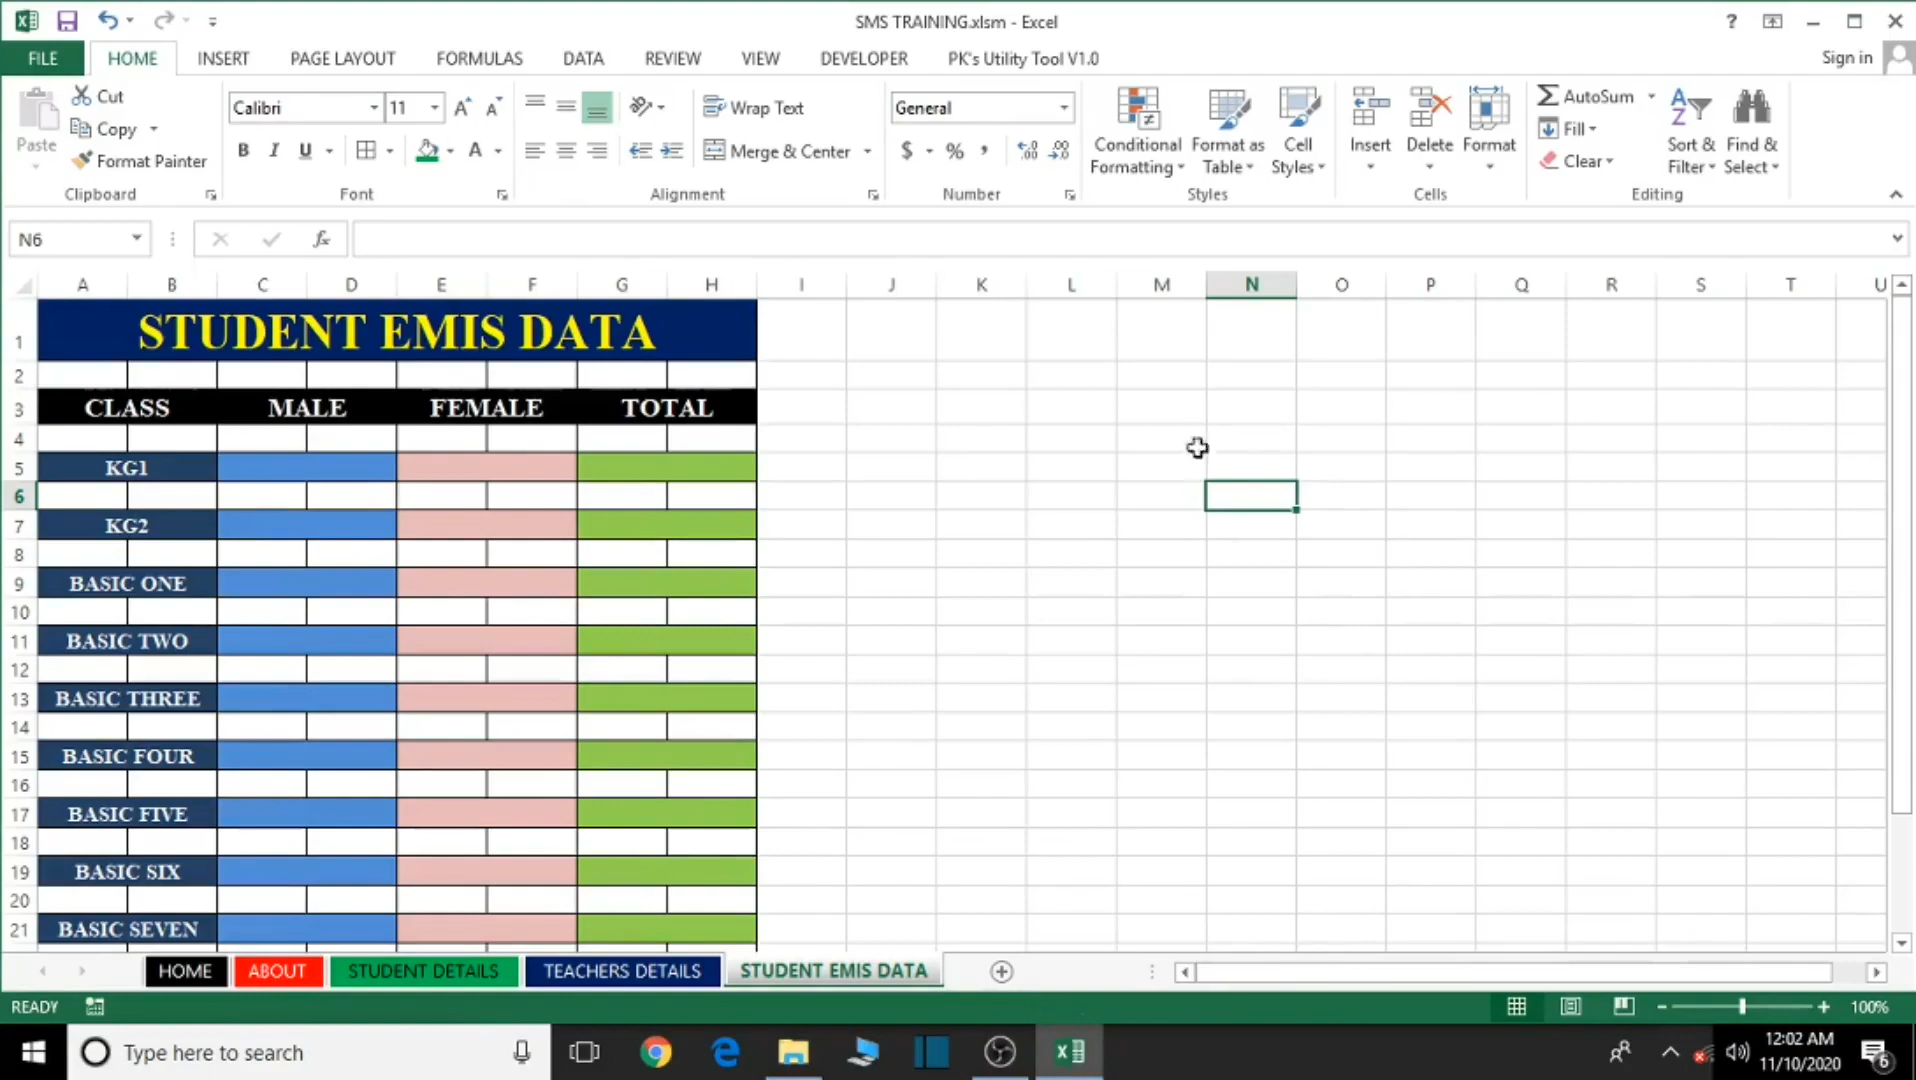 SMS TRAINING.xlsm - Excel
FILE HOME INSERT PAGE LAYOUT FORMULAS DATA REVIEW VIEW DEVELOPER PK's Utility Tool V1.0 Sign in
Paste Cut Copy Format Painter
Clipboard
Calibri 11
B I U A
Font
Wrap Text
Merge & Center
Alignment
General
$ % ,
Number
Conditional Formatting
Format as Table
Cell Styles
Styles
Insert Delete Format
Cells
AutoSum
Fill
Clear
Sort & Filter
Find & Select
Editing
N6 fx
A B C D E F G H I J K L M N O P Q R S T U
1 STUDENT EMIS DATA
2
3 CLASS MALE FEMALE TOTAL
4
5 KG1
6
7 KG2
8
9 BASIC ONE
10
11 BASIC TWO
12
13 BASIC THREE
14
15 BASIC FOUR
16
17 BASIC FIVE
18
19 BASIC SIX
20
21 BASIC SEVEN
HOME ABOUT STUDENT DETAILS TEACHERS DETAILS STUDENT EMIS DATA
READY 100%
Type here to search
12:02 AM
11/10/2020
6